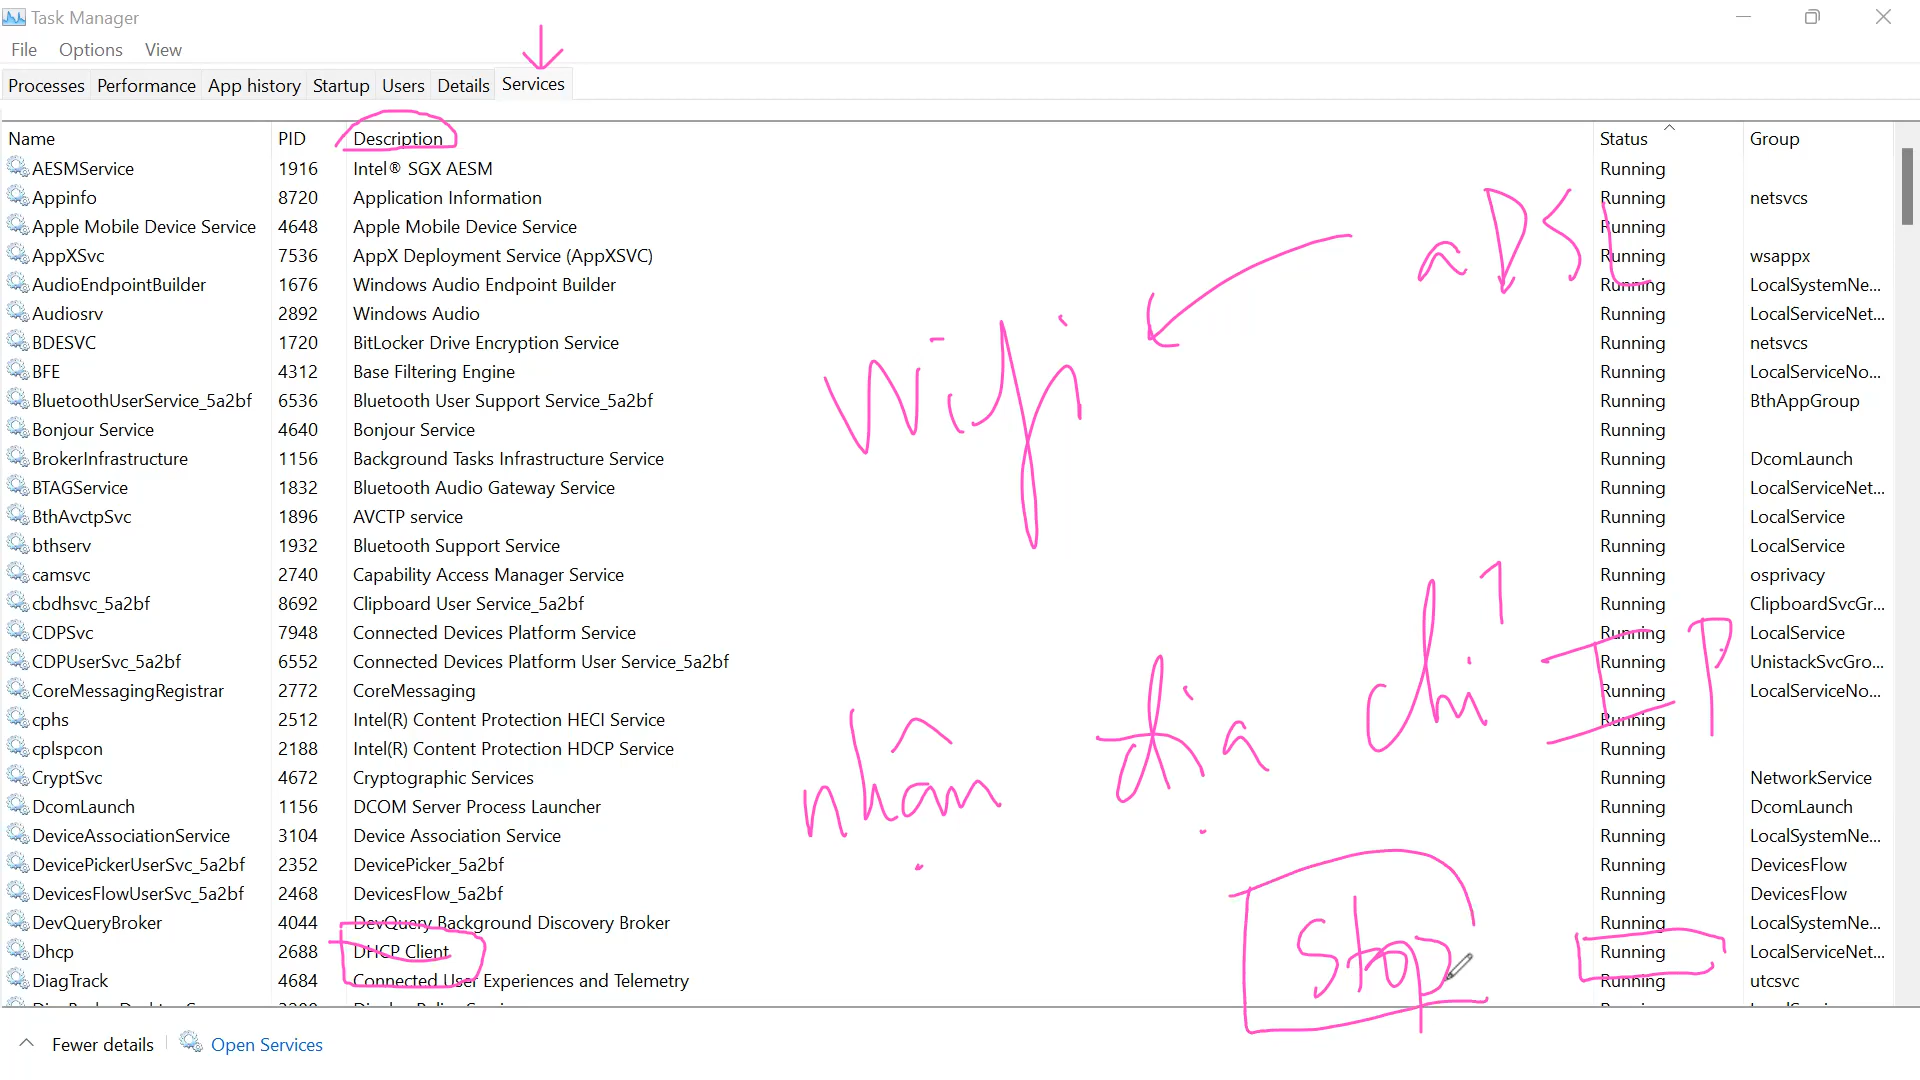 Task Manager
File Options View
Processes Performance App history Startup Users Details Services
Name PID Description Status Group
AESMService 1916 Intel® SGX AESM Running
Appinfo 8720 Application Information Running netsvcs
Apple Mobile Device Service 4648 Apple Mobile Device Service Running
AppXSvc 7536 AppX Deployment Service (AppXSVC) Running wsappx
AudioEndpointBuilder 1676 Windows Audio Endpoint Builder Running LocalSystemNe...
Audiosrv 2892 Windows Audio Running LocalServiceNet...
BDESVC 1720 BitLocker Drive Encryption Service Running netsvcs
BFE 4312 Base Filtering Engine Running LocalServiceNo...
BluetoothUserService_5a2bf 6536 Bluetooth User Support Service_5a2bf Running BthAppGroup
Bonjour Service 4640 Bonjour Service Running
BrokerInfrastructure 1156 Background Tasks Infrastructure Service Running DcomLaunch
BTAGService 1832 Bluetooth Audio Gateway Service Running LocalServiceNet...
BthAvctpSvc 1896 AVCTP service Running LocalService
bthserv 1932 Bluetooth Support Service Running LocalService
camsvc 2740 Capability Access Manager Service Running osprivacy
cbdhsvc_5a2bf 8692 Clipboard User Service_5a2bf Running ClipboardSvcGr...
CDPSvc 7948 Connected Devices Platform Service Running LocalService
CDPUserSvc_5a2bf 6552 Connected Devices Platform User Service_5a2bf Running UnistackSvcGro...
CoreMessagingRegistrar 2772 CoreMessaging Running LocalServiceNo...
cphs 2512 Intel(R) Content Protection HECI Service Running
cplspcon 2188 Intel(R) Content Protection HDCP Service Running
CryptSvc 4672 Cryptographic Services Running NetworkService
DcomLaunch 1156 DCOM Server Process Launcher Running DcomLaunch
DeviceAssociationService 3104 Device Association Service Running LocalSystemNe...
DevicePickerUserSvc_5a2bf 2352 DevicePicker_5a2bf Running DevicesFlow
DevicesFlowUserSvc_5a2bf 2468 DevicesFlow_5a2bf Running DevicesFlow
DevQueryBroker 4044 DevQuery Background Discovery Broker Running LocalSystemNe...
Dhcp 2688 DHCP Client Running LocalServiceNet...
DiagTrack 4684 Connected User Experiences and Telemetry Running utcsvc
Fewer details Open Services
aDSL
wifi
nhận địa chỉ IP
Stop